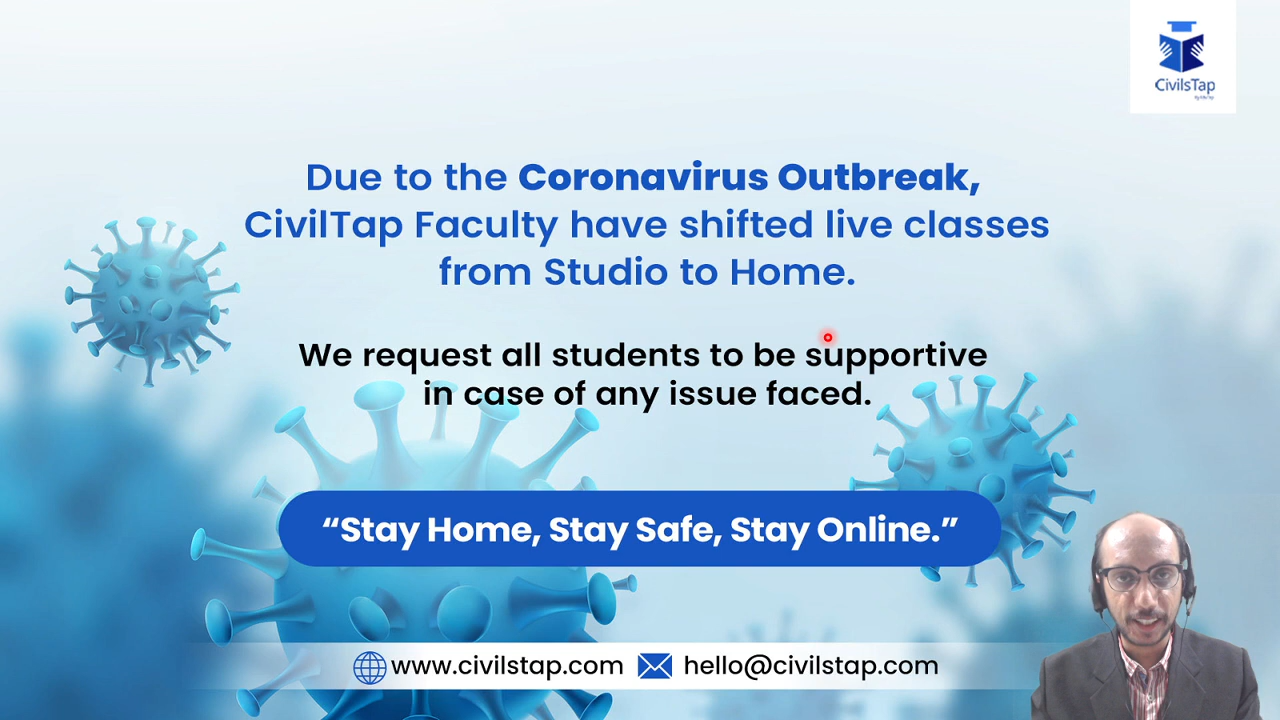 CivilsTap
Due to the Coronavirus Outbreak,
CivilTap Faculty have shifted live classes
from Studio to Home.
We request all students to be supportive
in case of any issue faced.
“Stay Home, Stay Safe, Stay Online.”
www.civilstap.com hello@civilstap.com